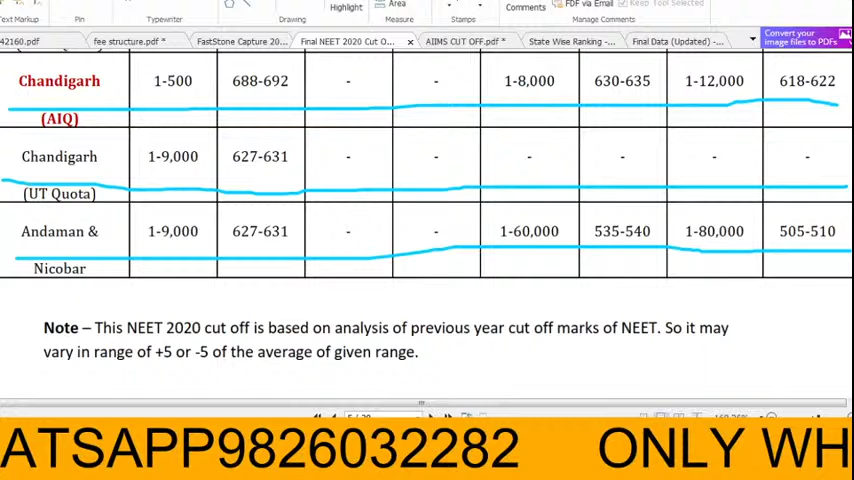 Text Markup Pin Typewriter Highlight Drawing Area Measure Stamps Comments PDF via Email Keep Tool Selected Manage Comments
42160.pdf fee structure.pdf * FastStone Capture 20... Final NEET 2020 Cut O... × AIIMS CUT OFF.pdf * State Wise Ranking -... Final Data (Updated) -... Convert your image files to PDFs
Chandigarh 1-500 688-692 - - 1-8,000 630-635 1-12,000 618-622
(AIQ)
Chandigarh 1-9,000 627-631 - - - - - -
(UT Quota)
Andaman & 1-9,000 627-631 - - 1-60,000 535-540 1-80,000 505-510
Nicobar
Note – This NEET 2020 cut off is based on analysis of previous year cut off marks of NEET. So it may
vary in range of +5 or -5 of the average of given range.
ATSAPP9826032282 ONLY WH